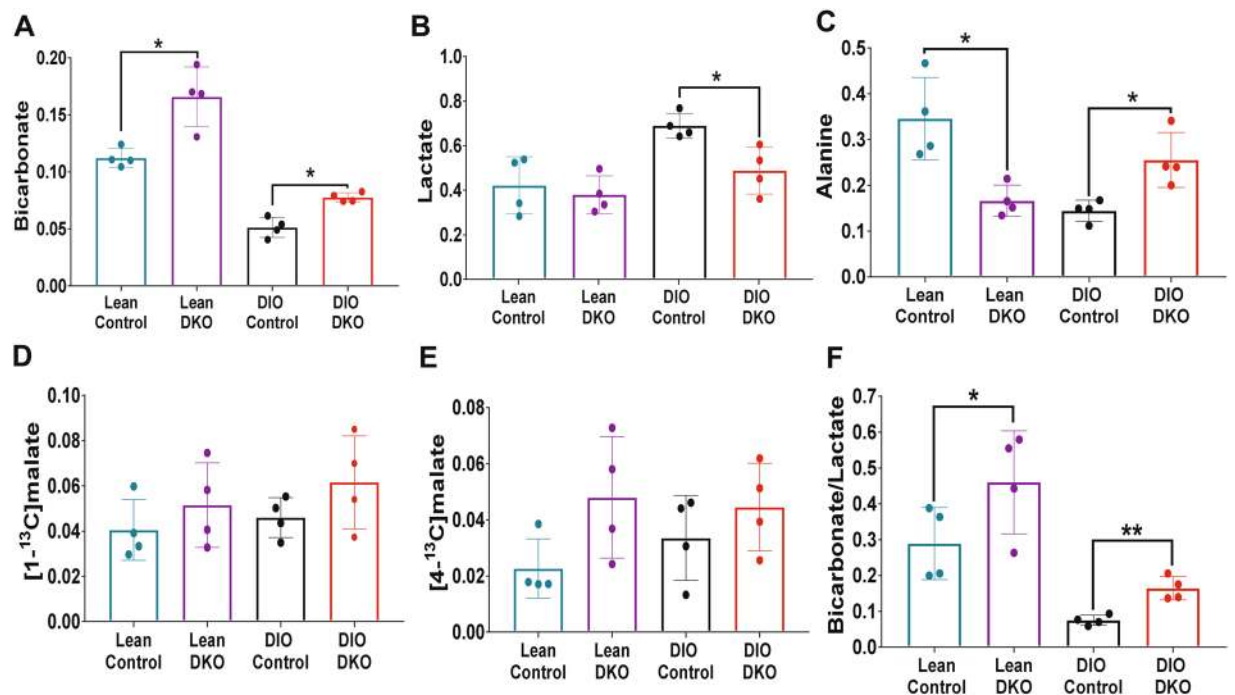 A
Bicarbonate
0.20
0.15
0.10
0.05
0.00
*
*
Lean Control
Lean DKO
DIO Control
DIO DKO
B
Lactate
1.0
0.8
0.6
0.4
0.2
0.0
*
Lean Control
Lean DKO
DIO Control
DIO DKO
C
Alanine
0.5
0.4
0.3
0.2
0.1
0.0
*
*
Lean Control
Lean DKO
DIO Control
DIO DKO
D
[1-¹³C]malate
0.10
0.08
0.06
0.04
0.02
0.00
Lean Control
Lean DKO
DIO Control
DIO DKO
E
[4-¹³C]malate
0.08
0.06
0.04
0.02
0.00
Lean Control
Lean DKO
DIO Control
DIO DKO
F
Bicarbonate/Lactate
0.7
0.6
0.5
0.4
0.3
0.2
0.1
0.0
*
**
Lean Control
Lean DKO
DIO Control
DIO DKO